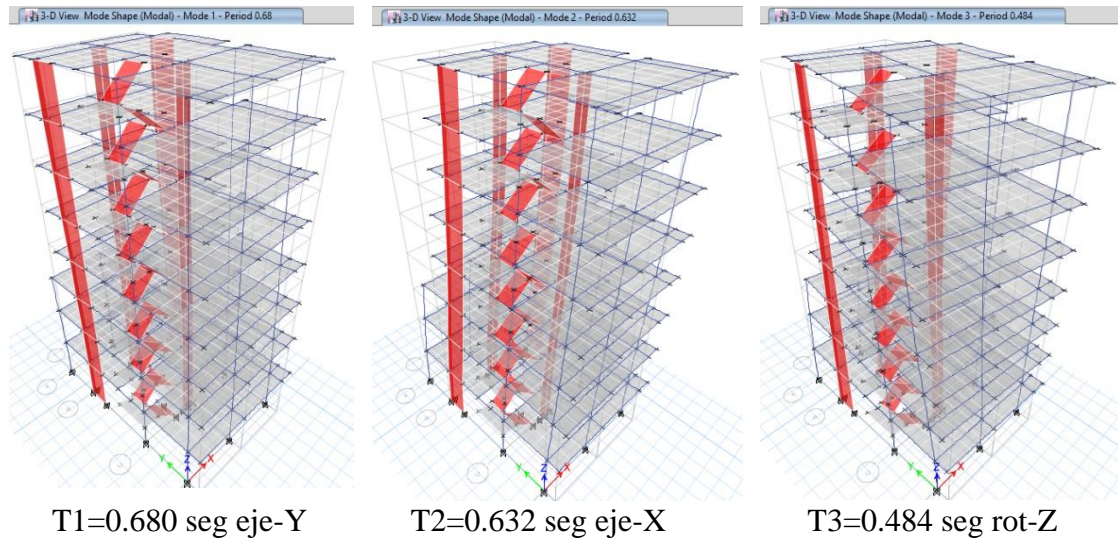 3-D View Mode Shape (Modal) - Mode 1 - Period 0.68
3-D View Mode Shape (Modal) - Mode 2 - Period 0.632
3-D View Mode Shape (Modal) - Mode 3 - Period 0.484
Y Z X
Y Z X
Y Z X
T1=0.680 seg eje-Y
T2=0.632 seg eje-X
T3=0.484 seg rot-Z